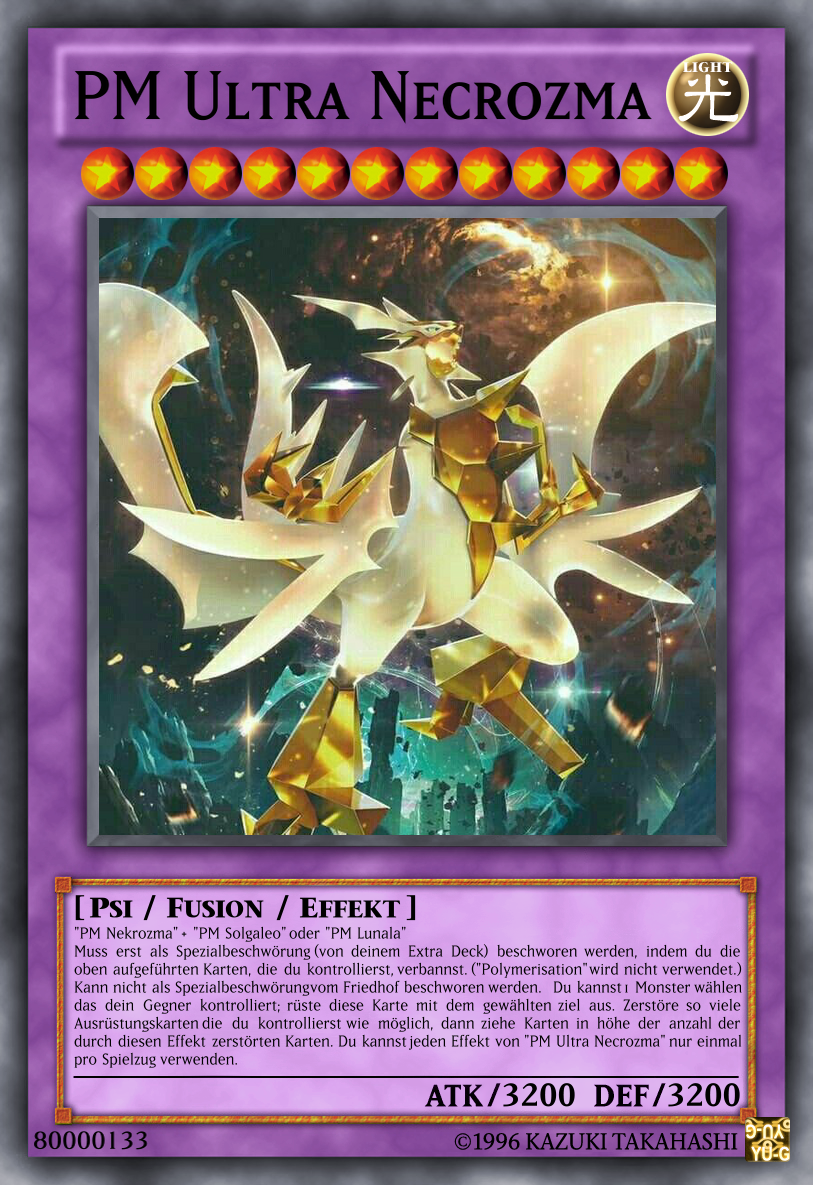 PM Ultra Necrozma
LIGHT
光
[ Psi / Fusion / Effekt ]
"PM Nekrozma" + "PM Solgaleo" oder "PM Lunala"
Muss erst als Spezialbeschwörung (von deinem Extra Deck) beschworen werden, indem du die
oben aufgeführten Karten, die du kontrollierst, verbannst. ("Polymerisation" wird nicht verwendet.)
Kann nicht als Spezialbeschwörungvom Friedhof beschworen werden. Du kannst 1 Monster wählen
das dein Gegner kontrolliert; rüste diese Karte mit dem gewählten ziel aus. Zerstöre so viele
Ausrüstungskarten die du kontrollierst wie möglich, dann ziehe Karten in höhe der anzahl der
durch diesen Effekt zerstörten Karten. Du kannst jeden Effekt von "PM Ultra Necrozma" nur einmal
pro Spielzug verwenden.
ATK/3200 DEF/3200
80000133
©1996 KAZUKI TAKAHASHI